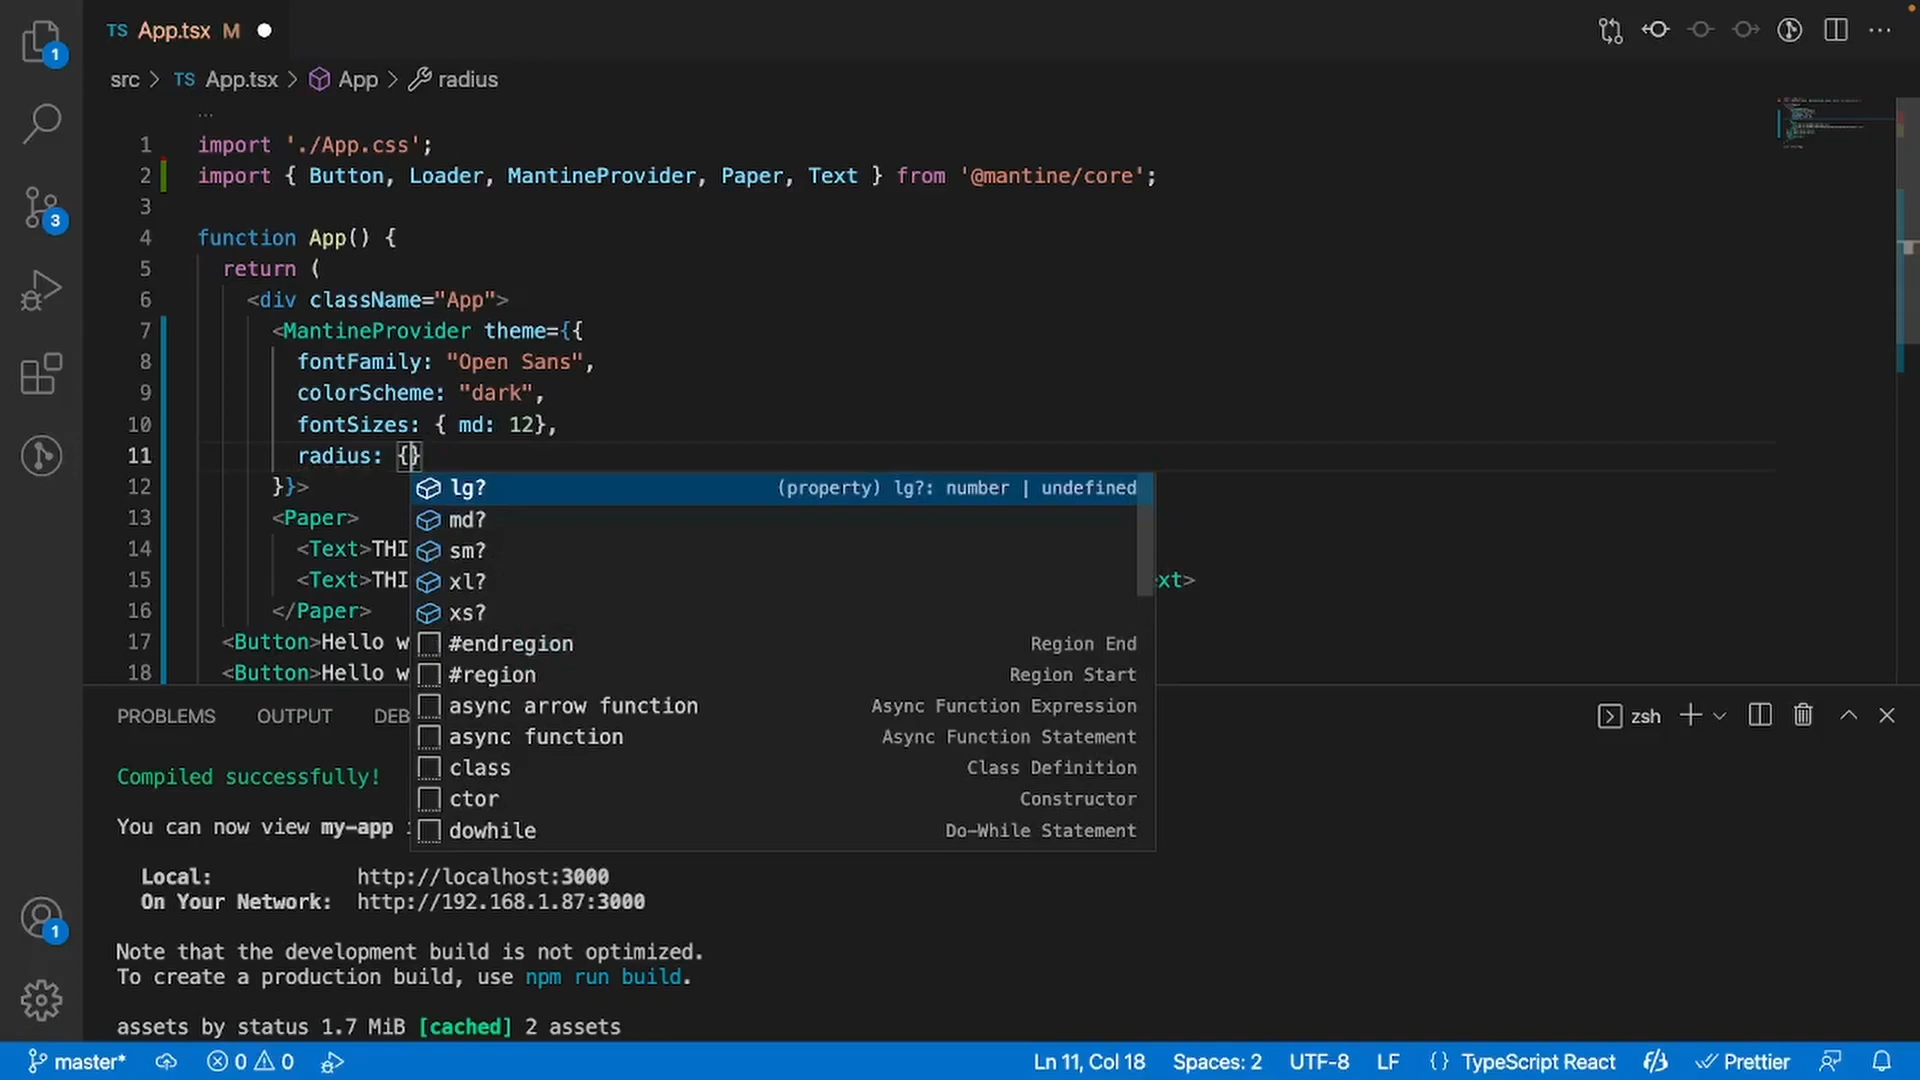 TS App.tsx M
src > TS App.tsx > App > radius
...
1 import './App.css';
2 import { Button, Loader, MantineProvider, Paper, Text } from '@mantine/core';
3
4 function App() {
5 return (
6 <div className="App">
7 <MantineProvider theme={{
8 fontFamily: "Open Sans",
9 colorScheme: "dark",
10 fontSizes: { md: 12},
11 radius: {}
12 }}>
13 <Paper>
14 <Text>THI
15 <Text>THI xt>
16 </Paper>
17 <Button>Hello w
18 <Button>Hello w
lg? (property) lg?: number | undefined
md?
sm?
xl?
xs?
#endregion Region End
#region Region Start
async arrow function Async Function Expression
async function Async Function Statement
class Class Definition
ctor Constructor
dowhile Do-While Statement
1
3
1
PROBLEMS OUTPUT DEB zsh
Compiled successfully!
You can now view my-app
Local: http://localhost:3000
On Your Network: http://192.168.1.87:3000
Note that the development build is not optimized.
To create a production build, use npm run build.
assets by status 1.7 MiB [cached] 2 assets
master* 0 0 Ln 11, Col 18 Spaces: 2 UTF-8 LF {} TypeScript React Prettier